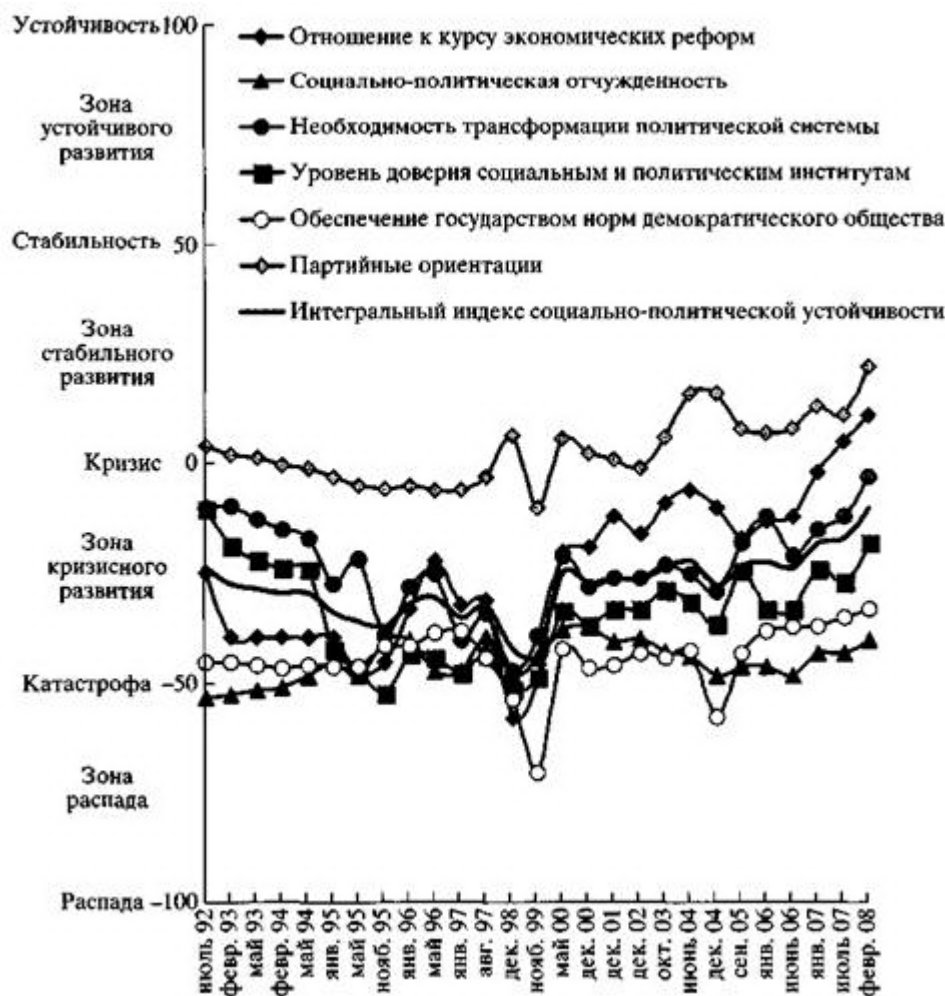 Устойчивость 100
Отношение к курсу экономических реформ
Социально-политическая отчужденность
Зона
устойчивого
развития
Необходимость трансформации политической системы
Уровень доверия социальным и политическим институтам
Обеспечение государством норм демократического общества
Стабильность 50
Партийные ориентации
Интегральный индекс социально-политической устойчивости
Зона
стабильного
развития
Кризис 0
Зона
кризисного
развития
Катастрофа -50
Зона
распада
Распада -100
июль 92
февр. 93
май 93
февр. 94
май 94
янв. 95
май 95
нояб. 95
янв. 96
май 96
янв. 97
авг. 97
дек. 98
нояб. 99
май 00
дек. 00
дек. 01
дек. 02
окт. 03
июнь 04
дек. 04
сен. 05
янв. 06
июнь 06
янв. 07
июль 07
февр. 08